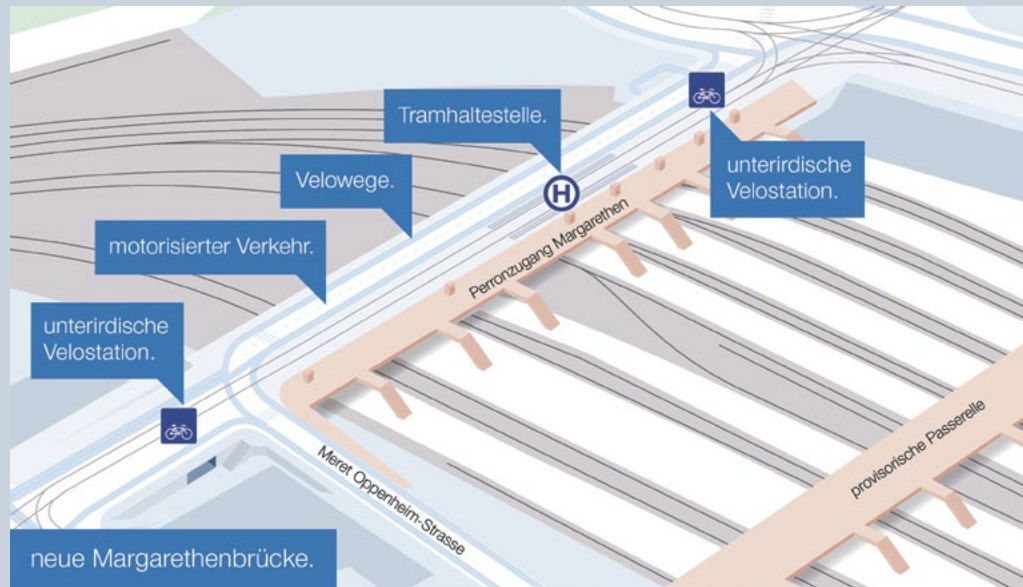 Tramhaltestelle.
unterirdische
Velostation.
Velowege.
motorisierter Verkehr.
H
Perronzugang Margarethen
unterirdische
Velostation.
provisorische Passerelle
Meret Oppenheim-Strasse
neue Margarethenbrücke.